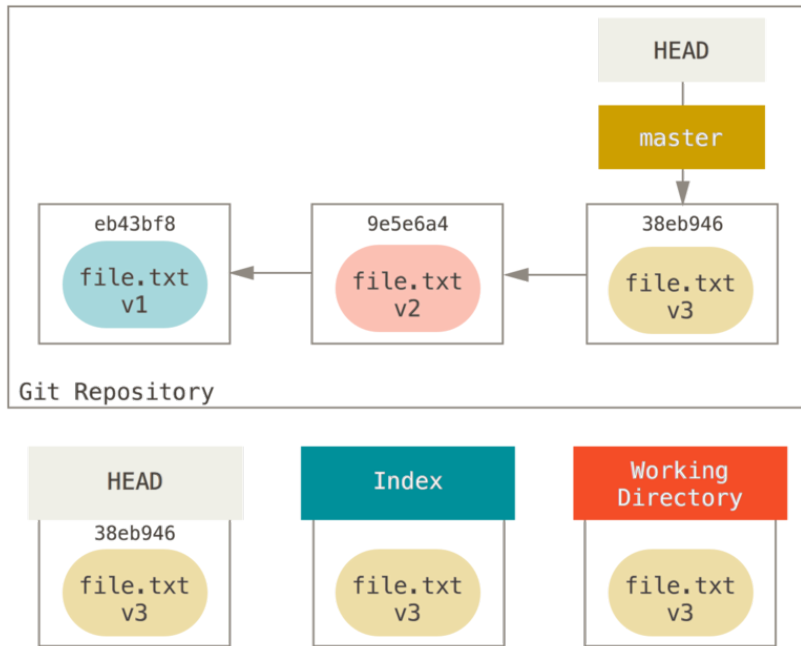 HEAD
master
eb43bf8
file.txt
v1
9e5e6a4
file.txt
v2
38eb946
file.txt
v3
Git Repository
HEAD
38eb946
file.txt
v3
Index
file.txt
v3
Working
Directory
file.txt
v3